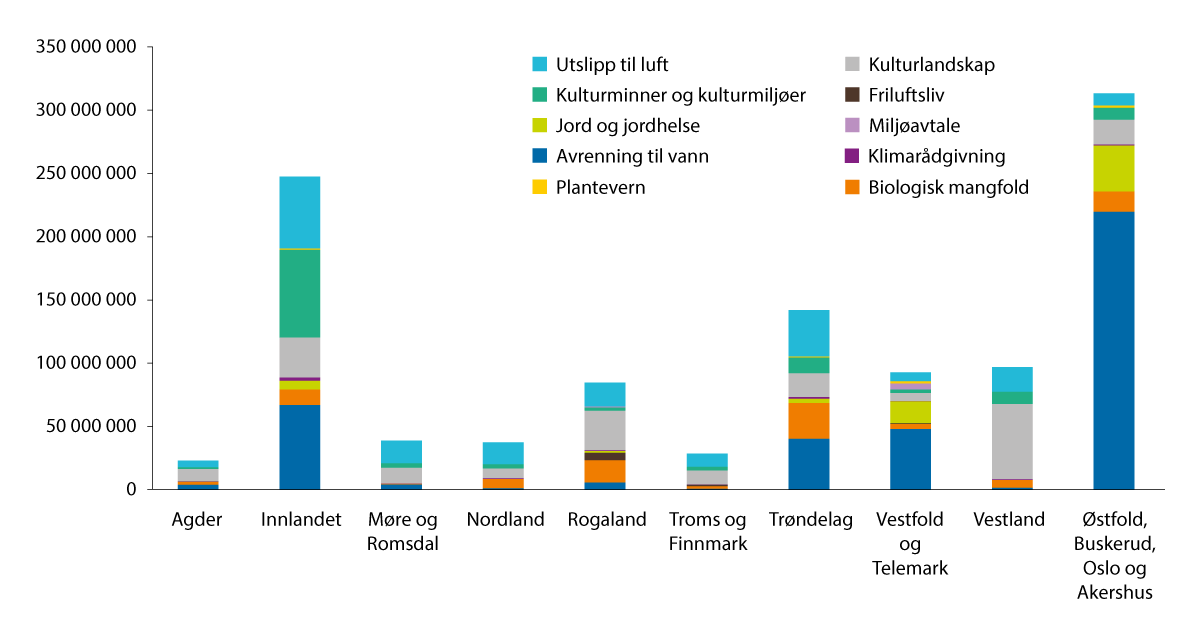 350 000 000
300 000 000
250 000 000
200 000 000
150 000 000
100 000 000
50 000 000
0
Utslipp til luft
Kulturminner og kulturmiljøer
Jord og jordhelse
Avrenning til vann
Plantevern
Kulturlandskap
Friluftsliv
Miljøavtale
Klimarådgivning
Biologisk mangfold
Agder
Innlandet
Møre og
Romsdal
Nordland
Rogaland
Troms og
Finnmark
Trøndelag
Vestfold
og
Telemark
Vestland
Østfold,
Buskerud,
Oslo og
Akershus